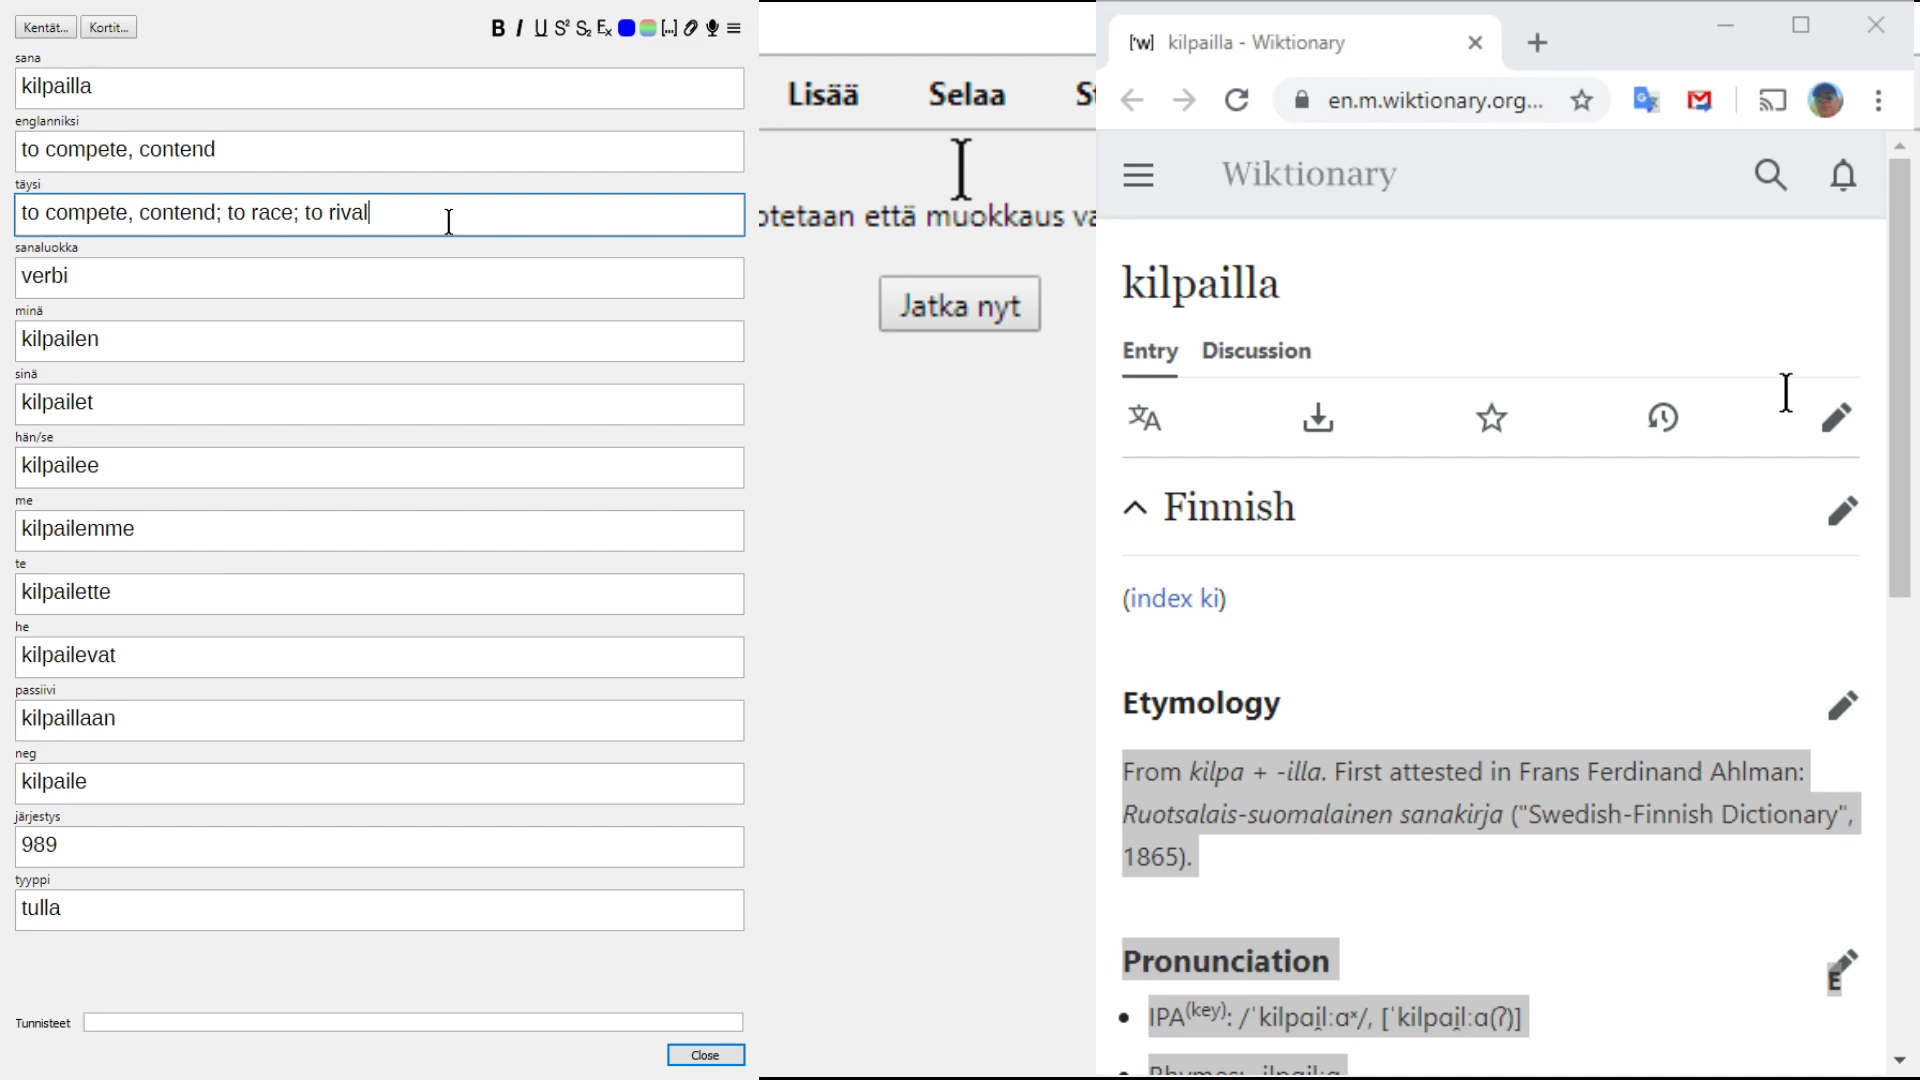 Kentät...
Kortit...
B I U S² S₂ Eₓ [...]
sana
kilpailla
englanniksi
to compete, contend
täysi
to compete, contend; to race; to rival
sanaluokka
verbi
minä
kilpailen
sinä
kilpailet
hän/se
kilpailee
me
kilpailemme
te
kilpailette
he
kilpailevat
passiivi
kilpaillaan
neg
kilpaile
järjestys
989
tyyppi
tulla
Tunnisteet
Close
Lisää Selaa
otetaan että muokkaus
Jatka nyt
['w] kilpailla - Wiktionary
en.m.wiktionary.org...
Wiktionary
kilpailla
Entry Discussion
Finnish
(index ki)
Etymology
From kilpa + -illa. First attested in Frans Ferdinand Ahlman:
Ruotsalais-suomalainen sanakirja ("Swedish-Finnish Dictionary",
1865).
Pronunciation
E
IPA(key): /ˈkilpɑi̯lːɑˣ/, [ˈkilpɑi̯lːɑ(ʔ)]